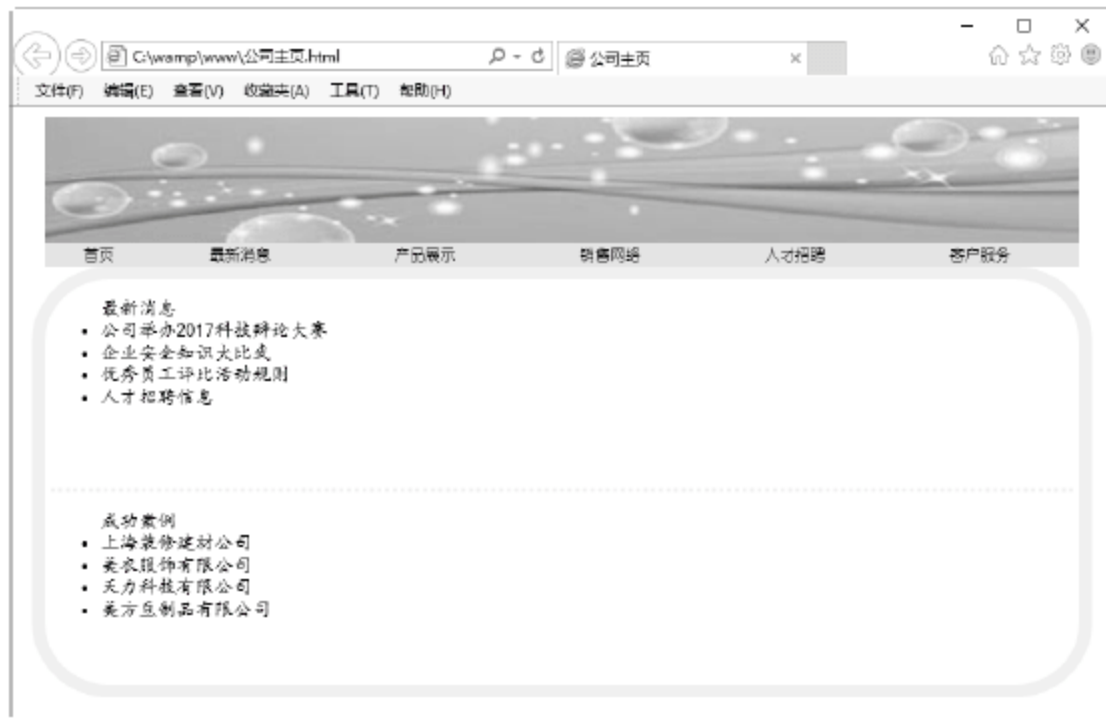 C:\wamp\www\公司主页.html
公司主页
文件(F) 编辑(E) 查看(V) 收藏夹(A) 工具(T) 帮助(H)
首页 最新消息 产品展示 销售网络 人才招聘 客户服务
最新消息
• 公司举办2017科技辩论大赛
• 企业安全知识大比武
• 优秀员工评比活动规则
• 人才招聘信息
成功案例
• 上海装修建材公司
• 美衣服饰有限公司
• 天力科技有限公司
• 美方豆制品有限公司